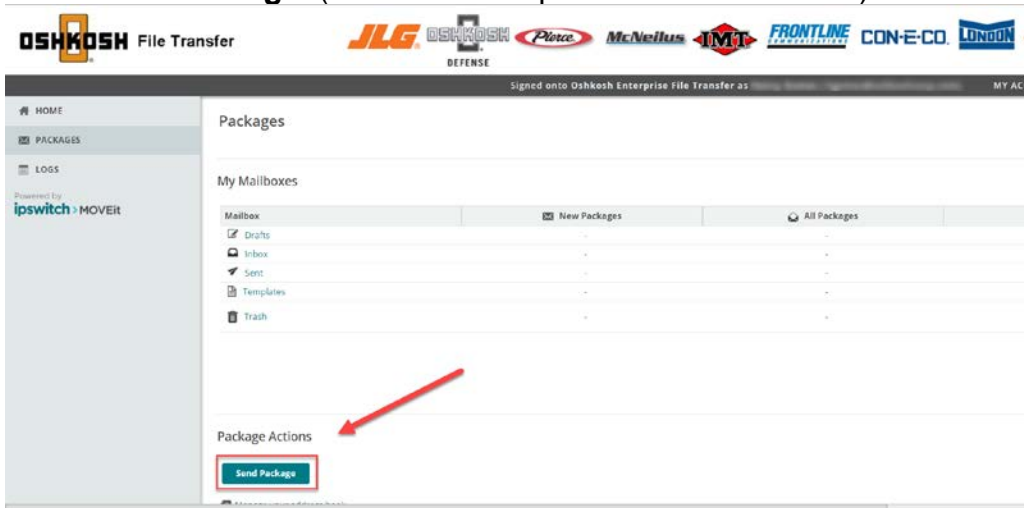 OSHKOSH File Transfer
JLG OSHKOSH DEFENSE Pierce McNeilus IMT FRONTLINE COMMUNICATIONS CON-E-CO. LONDON
Signed onto Oshkosh Enterprise File Transfer as
MY AC
HOME
PACKAGES
LOGS
Powered by
ipswitch MOVEit
Packages
My Mailboxes
Mailbox New Packages All Packages
Drafts - -
Inbox - -
Sent - -
Templates - -
Trash - -
Package Actions
Send Package